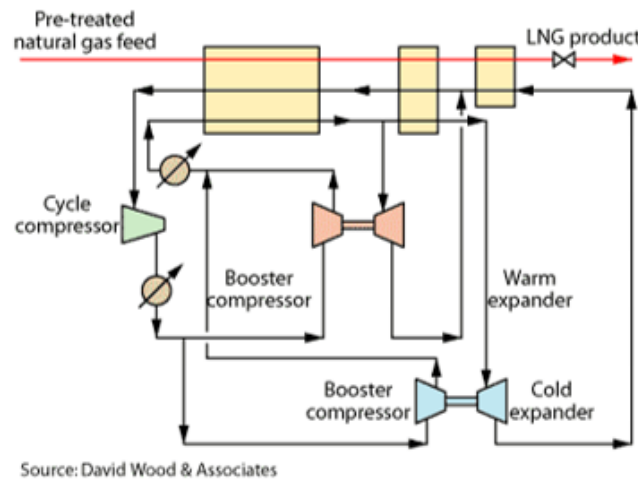 Pre-treated
natural gas feed
LNG product
Cycle
compressor
Booster
compressor
Warm
expander
Booster
compressor
Cold
expander
Source: David Wood & Associates